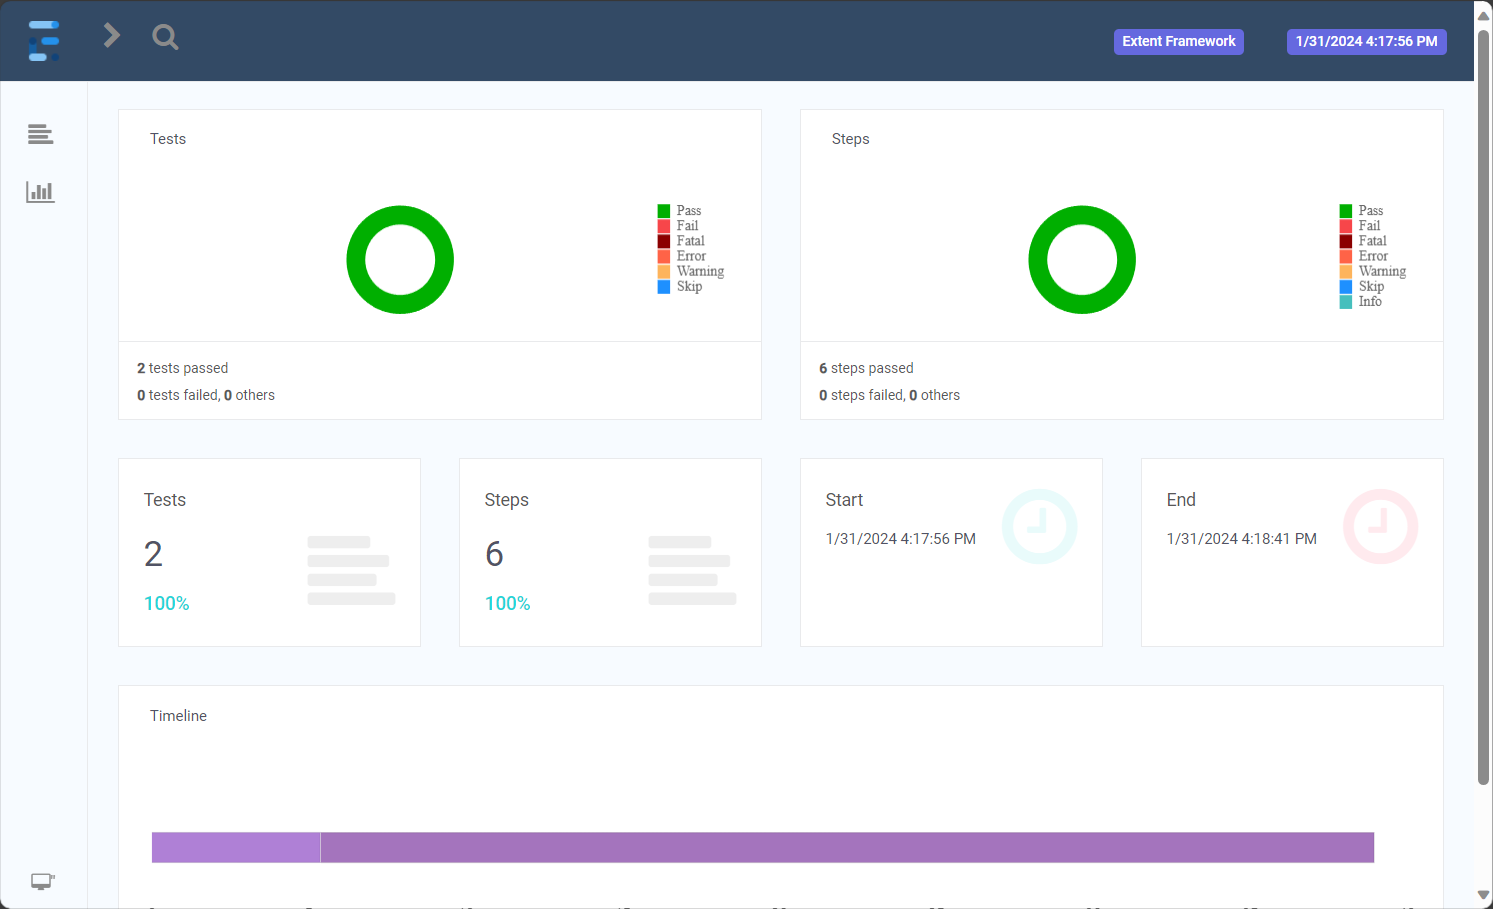 Extent Framework
1/31/2024 4:17:56 PM
Tests
Pass
Fail
Fatal
Error
Warning
Skip
2 tests passed
0 tests failed, 0 others
Steps
Pass
Fail
Fatal
Error
Warning
Skip
Info
6 steps passed
0 steps failed, 0 others
Tests
2
100%
Steps
6
100%
Start
1/31/2024 4:17:56 PM
End
1/31/2024 4:18:41 PM
Timeline